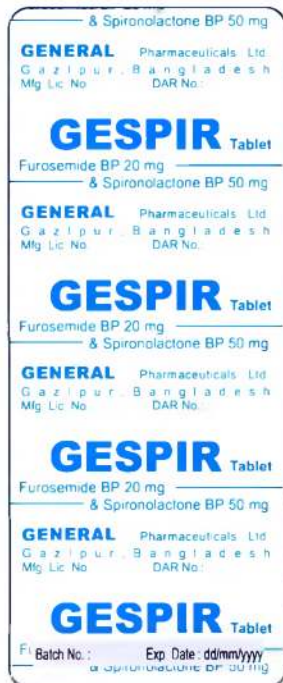 & Spironolactone BP 50 mg
GENERAL Pharmaceuticals Ltd
Gazipur, Bangladesh
Mfg Lic No DAR No.:
GESPIR Tablet
Furosemide BP 20 mg
& Spironolactone BP 50 mg
GENERAL Pharmaceuticals Ltd
Gazipur, Bangladesh
Mfg Lic No DAR No.:
GESPIR Tablet
Furosemide BP 20 mg
& Spironolactone BP 50 mg
GENERAL Pharmaceuticals Ltd
Gazipur, Bangladesh
Mfg Lic No DAR No.:
GESPIR Tablet
Furosemide BP 20 mg
& Spironolactone BP 50 mg
GENERAL Pharmaceuticals Ltd
Gazipur, Bangladesh
Mfg Lic No DAR No.:
GESPIR Tablet
Batch No. : Exp. Date : dd/mm/yyyy
& Spironolactone BP 50 mg